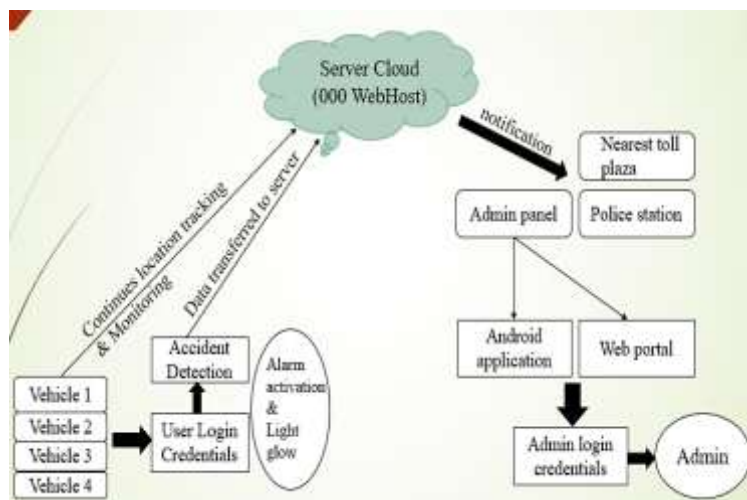 Server Cloud
(000 WebHost)
notification
Nearest toll
plaza
Admin panel
Police station
Continues location tracking
& Monitoring
Data transferred to server
Android
application
Web portal
Accident
Detection
Alarm
activation
&
Light
glow
Vehicle 1
Vehicle 2
Vehicle 3
Vehicle 4
User Login
Credentials
Admin login
credentials
Admin